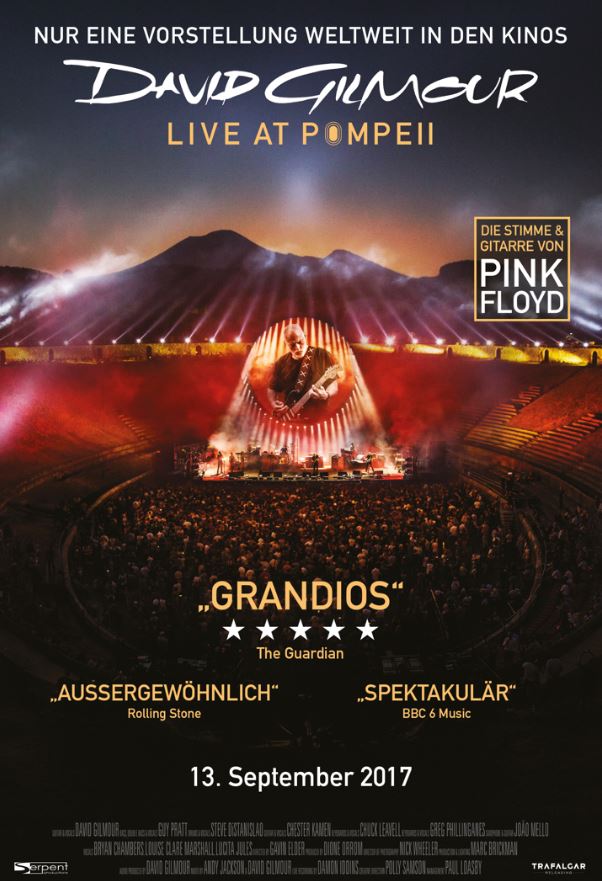 NUR EINE VORSTELLUNG WELTWEIT IN DEN KINOS
DAVID GILMOUR
LIVE AT POMPEII
DIE STIMME &
GITARRE VON
PINK
FLOYD
„GRANDIOS“
★★★★★
The Guardian
„AUSSERGEWÖHNLICH“
Rolling Stone
„SPEKTAKULÄR“
BBC 6 Music
13. September 2017
DAVID GILMOUR GUY PRATT STEVE DISTANISLAO CHESTER KAMEN CHUCK LEAVELL GREG PHILLINGANES JOÃO MELLO
BRYAN CHAMBERS, LOUISE CLARE MARSHALL, LUCITA JULES GAVIN ELDER DIONE ORROM NICK WHEELER MARC BRICKMAN
DAVID GILMOUR ANDY JACKSON & DAVID GILMOUR DAMON IDDINS POLLY SAMSON MANAGEMENT PAUL LOASBY
Serpent
productions
TRAFALGAR
RELEASING